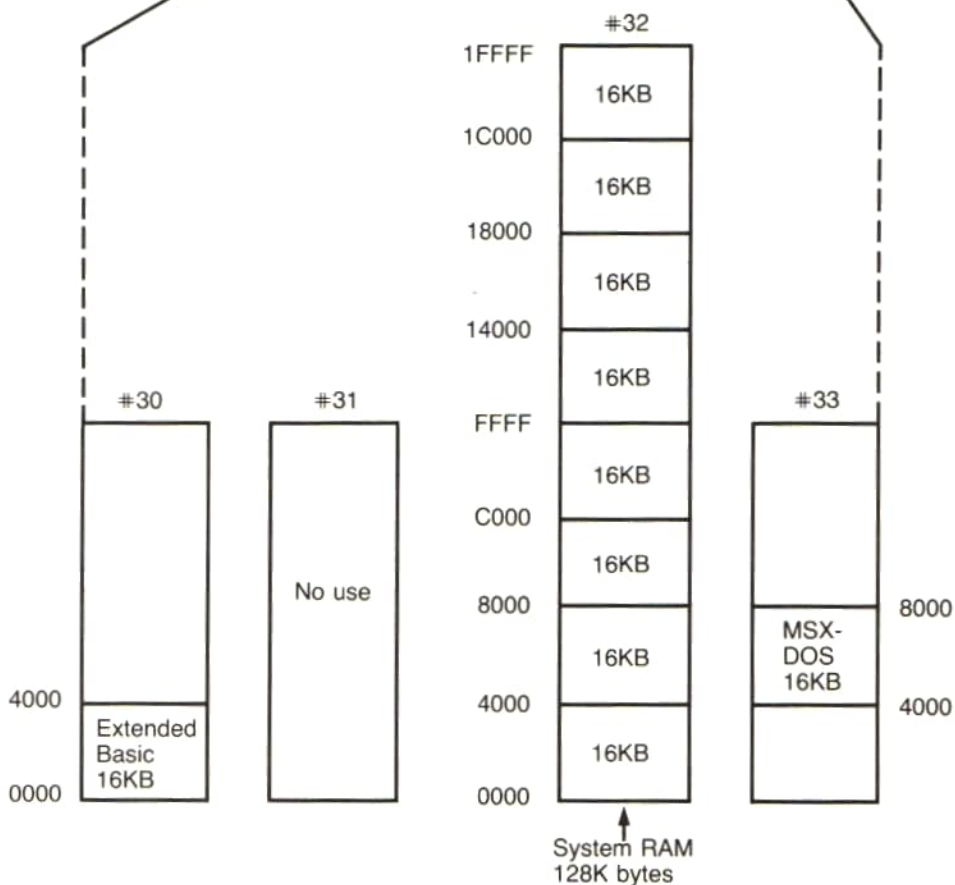 #32
1FFFF
16KB
1C000
16KB
18000
16KB
14000
16KB
#30
#31
#33
FFFF
16KB
C000
16KB
No use
8000
8000
MSX-
DOS
16KB
16KB
4000
4000
4000
Extended
Basic
16KB
16KB
0000
0000
System RAM
128K bytes